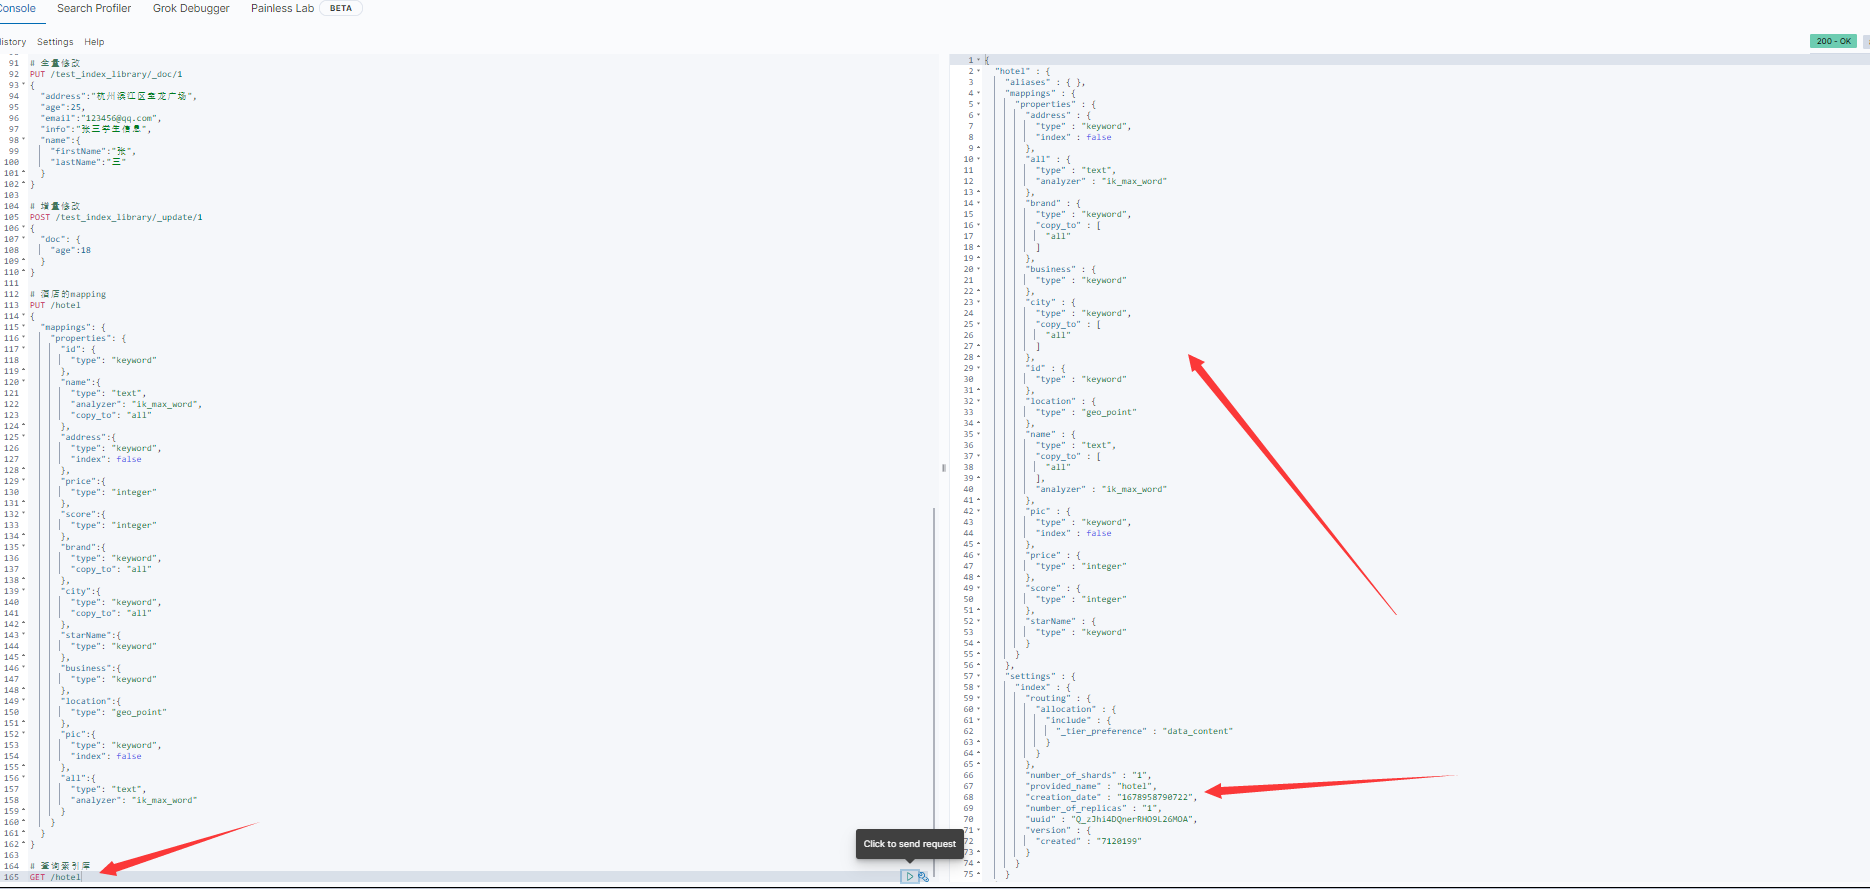 Console Search Profiler Grok Debugger Painless Lab BETA
History Settings Help
200 - OK
91 # 全量修改
92 PUT /test_index_library/_doc/1
93 {
94 "address":"杭州滨江区宝龙广场",
95 "age":25,
96 "email":"123456@qq.com",
97 "info":"张三学生信息",
98 "name":{
99 "firstName":"张",
100 "lastName":"三"
101 }
102 }
103
104 # 增量修改
105 POST /test_index_library/_update/1
106 {
107 "doc": {
108 "age":18
109 }
110 }
111
112 # 酒店的mapping
113 PUT /hotel
114 {
115 "mappings": {
116 "properties": {
117 "id": {
118 "type": "keyword"
119 },
120 "name":{
121 "type": "text",
122 "analyzer": "ik_max_word",
123 "copy_to": "all"
124 },
125 "address":{
126 "type": "keyword",
127 "index": false
128 },
129 "price":{
130 "type": "integer"
131 },
132 "score":{
133 "type": "integer"
134 },
135 "brand":{
136 "type": "keyword",
137 "copy_to": "all"
138 },
139 "city":{
140 "type": "keyword",
141 "copy_to": "all"
142 },
143 "starName":{
144 "type": "keyword"
145 },
146 "business":{
147 "type": "keyword"
148 },
149 "location":{
150 "type": "geo_point"
151 },
152 "pic":{
153 "type": "keyword",
154 "index": false
155 },
156 "all":{
157 "type": "text",
158 "analyzer": "ik_max_word"
159 }
160 }
161 }
162 }
163
164 # 查询索引库
165 GET /hotel
Click to send request
1 {
2 "hotel" : {
3 "aliases" : { },
4 "mappings" : {
5 "properties" : {
6 "address" : {
7 "type" : "keyword",
8 "index" : false
9 },
10 "all" : {
11 "type" : "text",
12 "analyzer" : "ik_max_word"
13 },
14 "brand" : {
15 "type" : "keyword",
16 "copy_to" : [
17 "all"
18 ]
19 },
20 "business" : {
21 "type" : "keyword"
22 },
23 "city" : {
24 "type" : "keyword",
25 "copy_to" : [
26 "all"
27 ]
28 },
29 "id" : {
30 "type" : "keyword"
31 },
32 "location" : {
33 "type" : "geo_point"
34 },
35 "name" : {
36 "type" : "text",
37 "copy_to" : [
38 "all"
39 ],
40 "analyzer" : "ik_max_word"
41 },
42 "pic" : {
43 "type" : "keyword",
44 "index" : false
45 },
46 "price" : {
47 "type" : "integer"
48 },
49 "score" : {
50 "type" : "integer"
51 },
52 "starName" : {
53 "type" : "keyword"
54 }
55 }
56 },
57 "settings" : {
58 "index" : {
59 "routing" : {
60 "allocation" : {
61 "include" : {
62 "_tier_preference" : "data_content"
63 }
64 }
65 },
66 "number_of_shards" : "1",
67 "provided_name" : "hotel",
68 "creation_date" : "1678958790722",
69 "number_of_replicas" : "1",
70 "uuid" : "Q_zJhi4DQnerRHO9L26MOA",
71 "version" : {
72 "created" : "7120199"
73 }
74 }
75 }